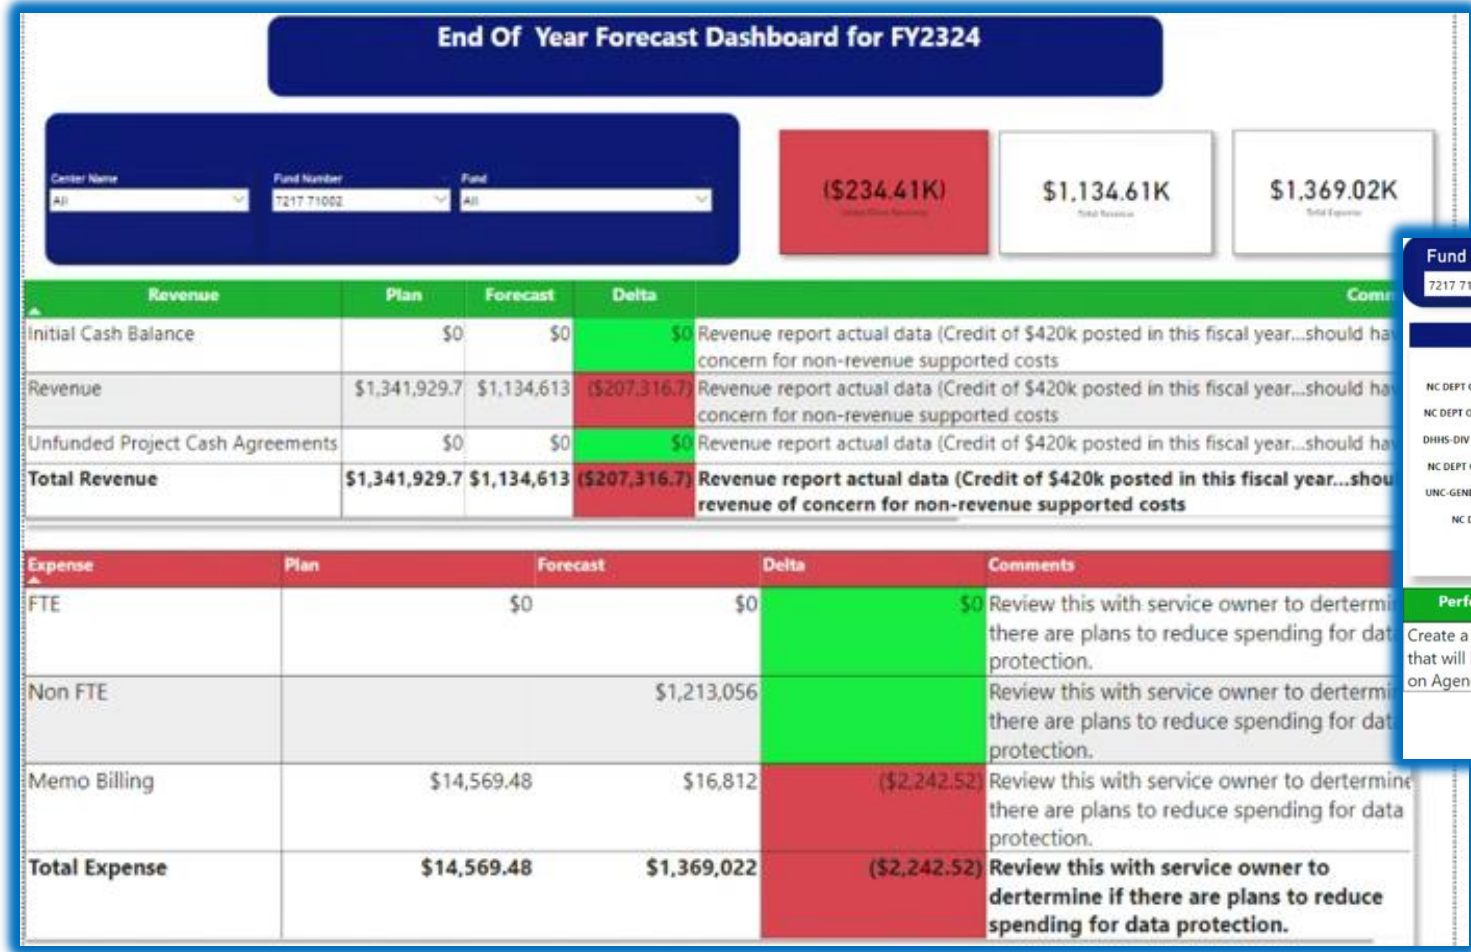 End Of Year Forecast Dashboard for FY2324
Center Name
All
Fund Number
7217 71002
Fund
All
($234.41K)
$1,134.61K
Total Revenue
$1,369.02K
Total Expense
Revenue Plan Forecast Delta Comm
Initial Cash Balance $0 $0 $0 Revenue report actual data (Credit of $420k posted in this fiscal year...should ha
concern for non-revenue supported costs
Revenue $1,341,929.7 $1,134,613 ($207,316.7) Revenue report actual data (Credit of $420k posted in this fiscal year...should ha
concern for non-revenue supported costs
Unfunded Project Cash Agreements $0 $0 $0 Revenue report actual data (Credit of $420k posted in this fiscal year...should ha
Total Revenue $1,341,929.7 $1,134,613 ($207,316.7) Revenue report actual data (Credit of $420k posted in this fiscal year...shou
revenue of concern for non-revenue supported costs
Expense Plan Forecast Delta Comments
FTE $0 $0 $0 Review this with service owner to dertermi
there are plans to reduce spending for dat
protection.
Non FTE $1,213,056 Review this with service owner to dertermi
there are plans to reduce spending for dat
protection.
Memo Billing $14,569.48 $16,812 ($2,242.52) Review this with service owner to dertermine
there are plans to reduce spending for data
protection.
Total Expense $14,569.48 $1,369,022 ($2,242.52) Review this with service owner to
dertermine if there are plans to reduce
spending for data protection.
Fund
7217 71
NC DEPT O
NC DEPT O
DHHS-DIV
NC DEPT O
UNC-GEN
NC D
Perf
Create a
that will
on Agen